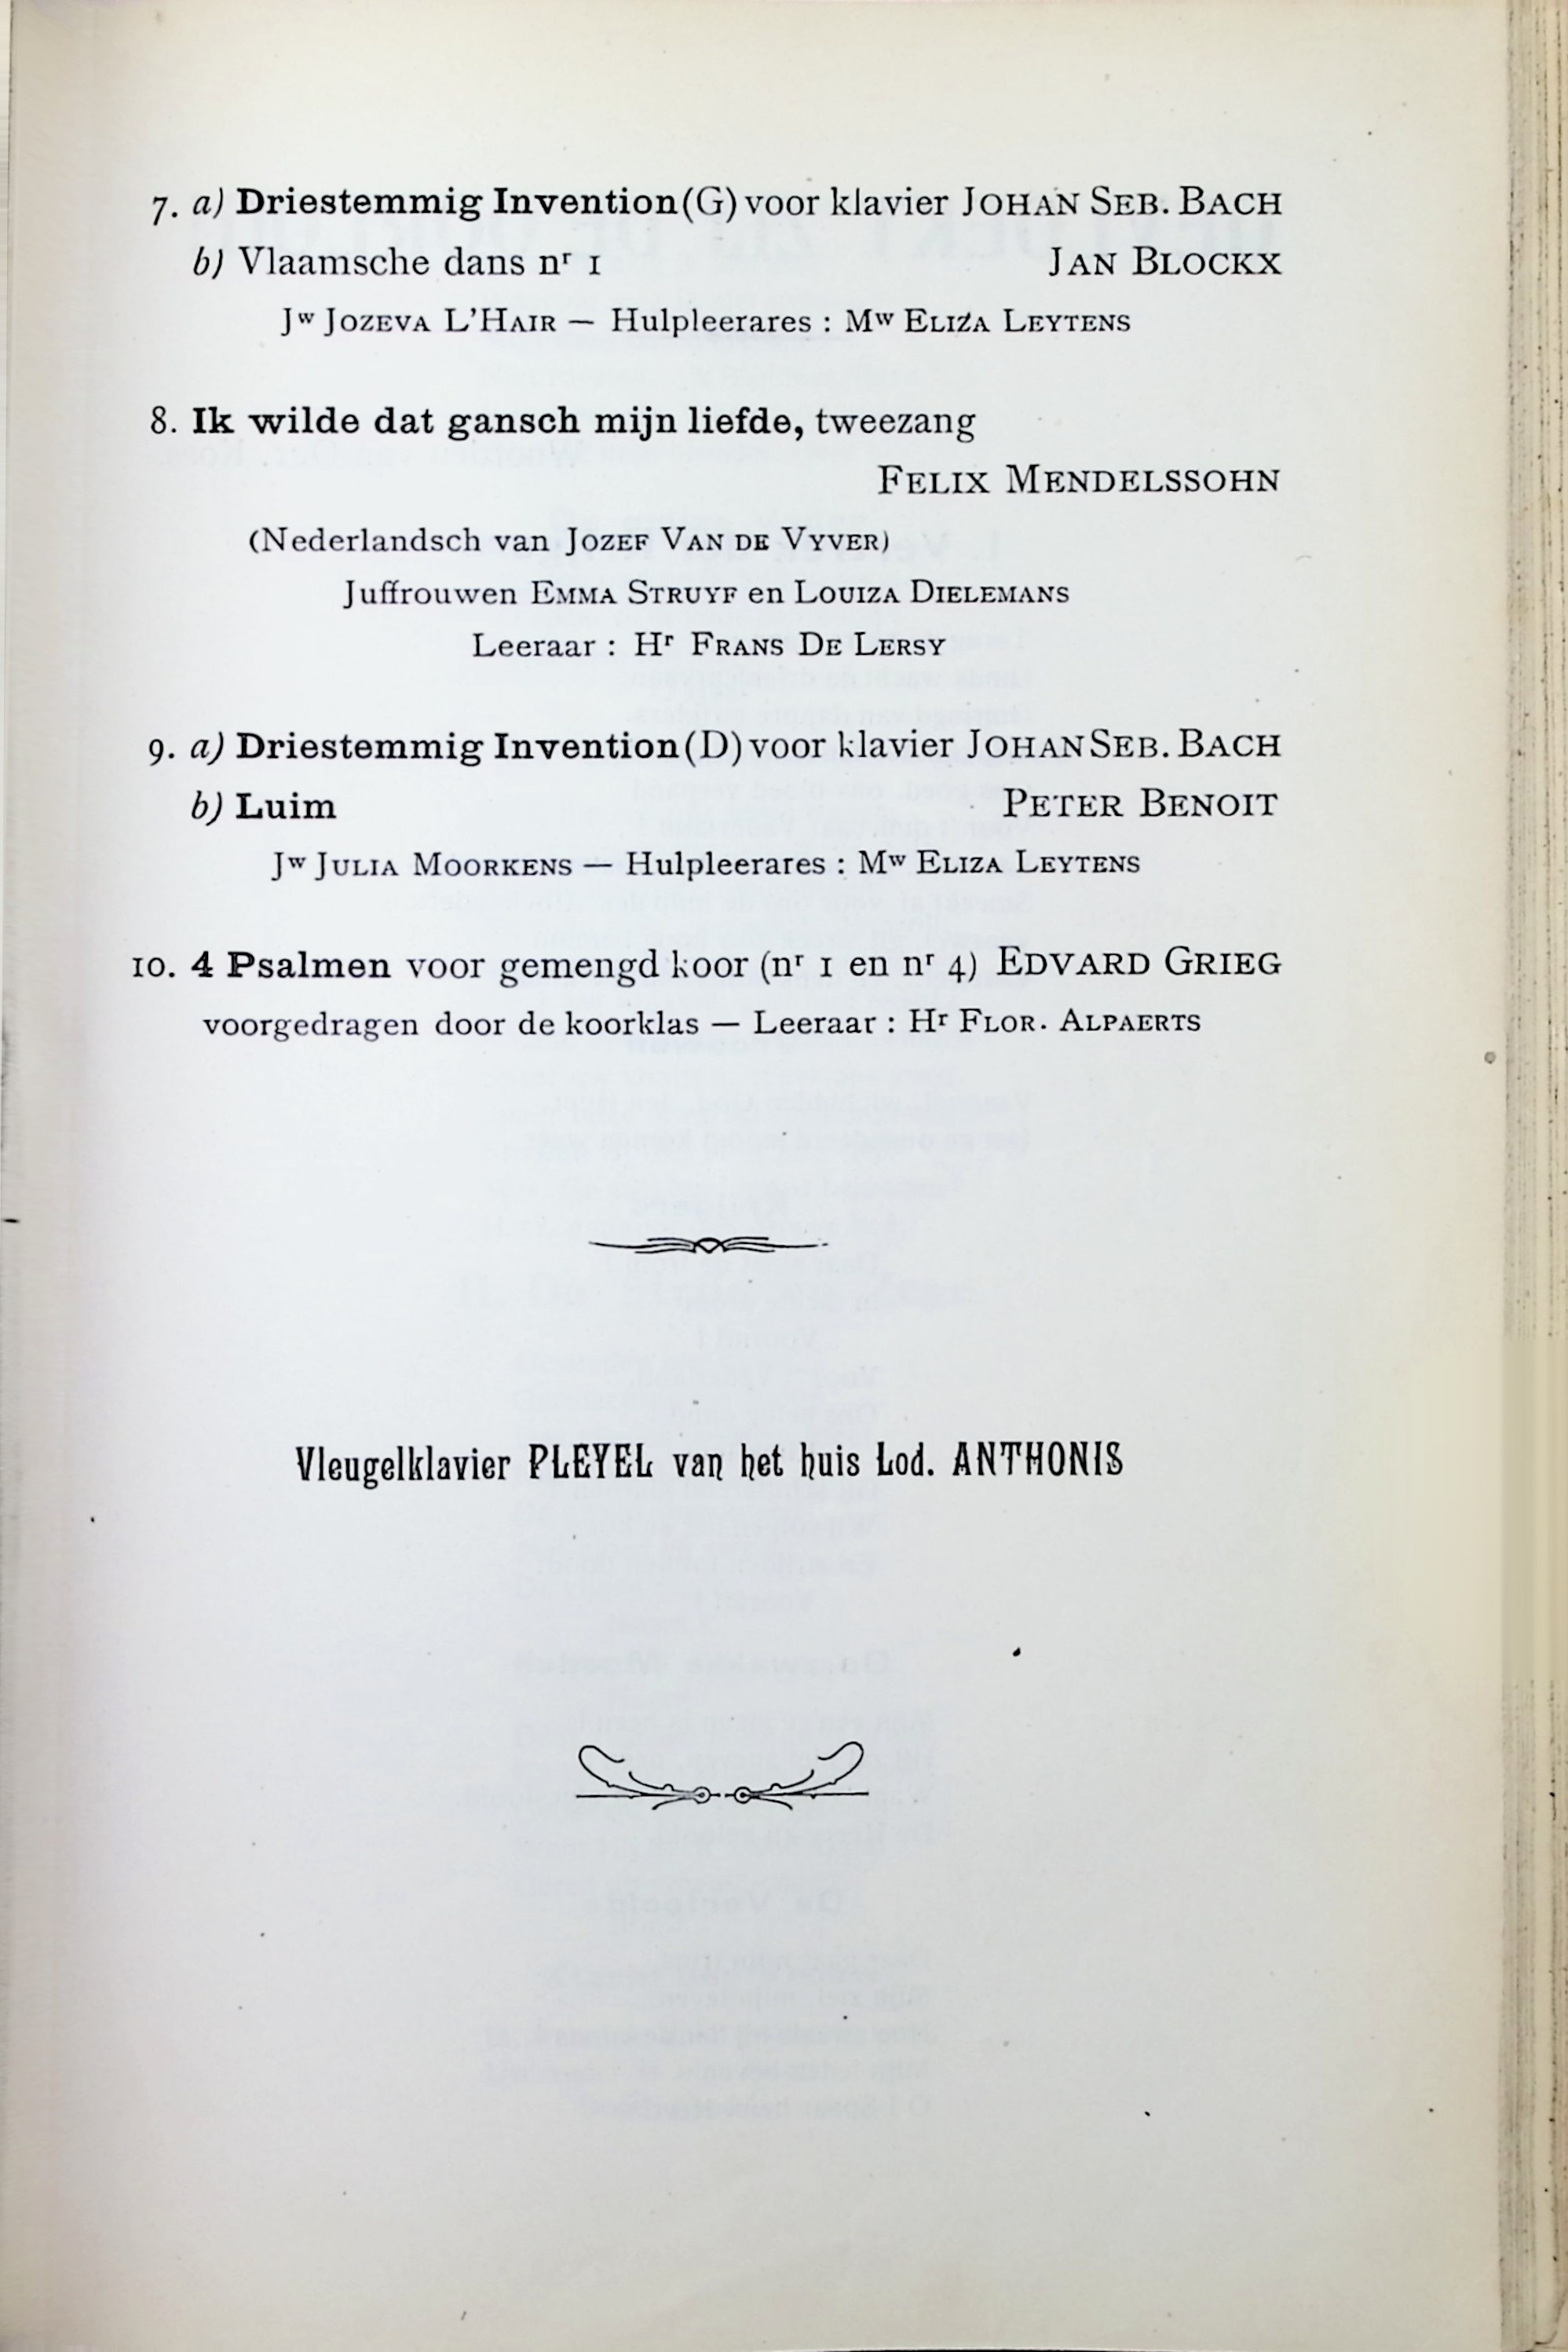 7. a) Driestemmig Invention (G) voor klavier JOHAN SEB. BACH
b) Vlaamsche dans nr 1 JAN BLOCKX
Jw JOZEVA L'HAIR — Hulpleerares : Mw ELIZA LEYTENS
8. Ik wilde dat gansch mijn liefde, tweezang
FELIX MENDELSSOHN
(Nederlandsch van JOZEF VAN DE VYVER)
Juffrouwen EMMA STRUYF en LOUIZA DIELEMANS
Leeraar : Hr FRANS DE LERSY
9. a) Driestemmig Invention (D) voor klavier JOHAN SEB. BACH
b) Luim PETER BENOIT
Jw JULIA MOORKENS — Hulpleerares : Mw ELIZA LEYTENS
10. 4 Psalmen voor gemengd koor (nr 1 en nr 4) EDVARD GRIEG
voorgedragen door de koorklas — Leeraar : Hr FLOR. ALPAERTS
Vleugelklavier PLEYEL van het huis Lod. ANTHONIS